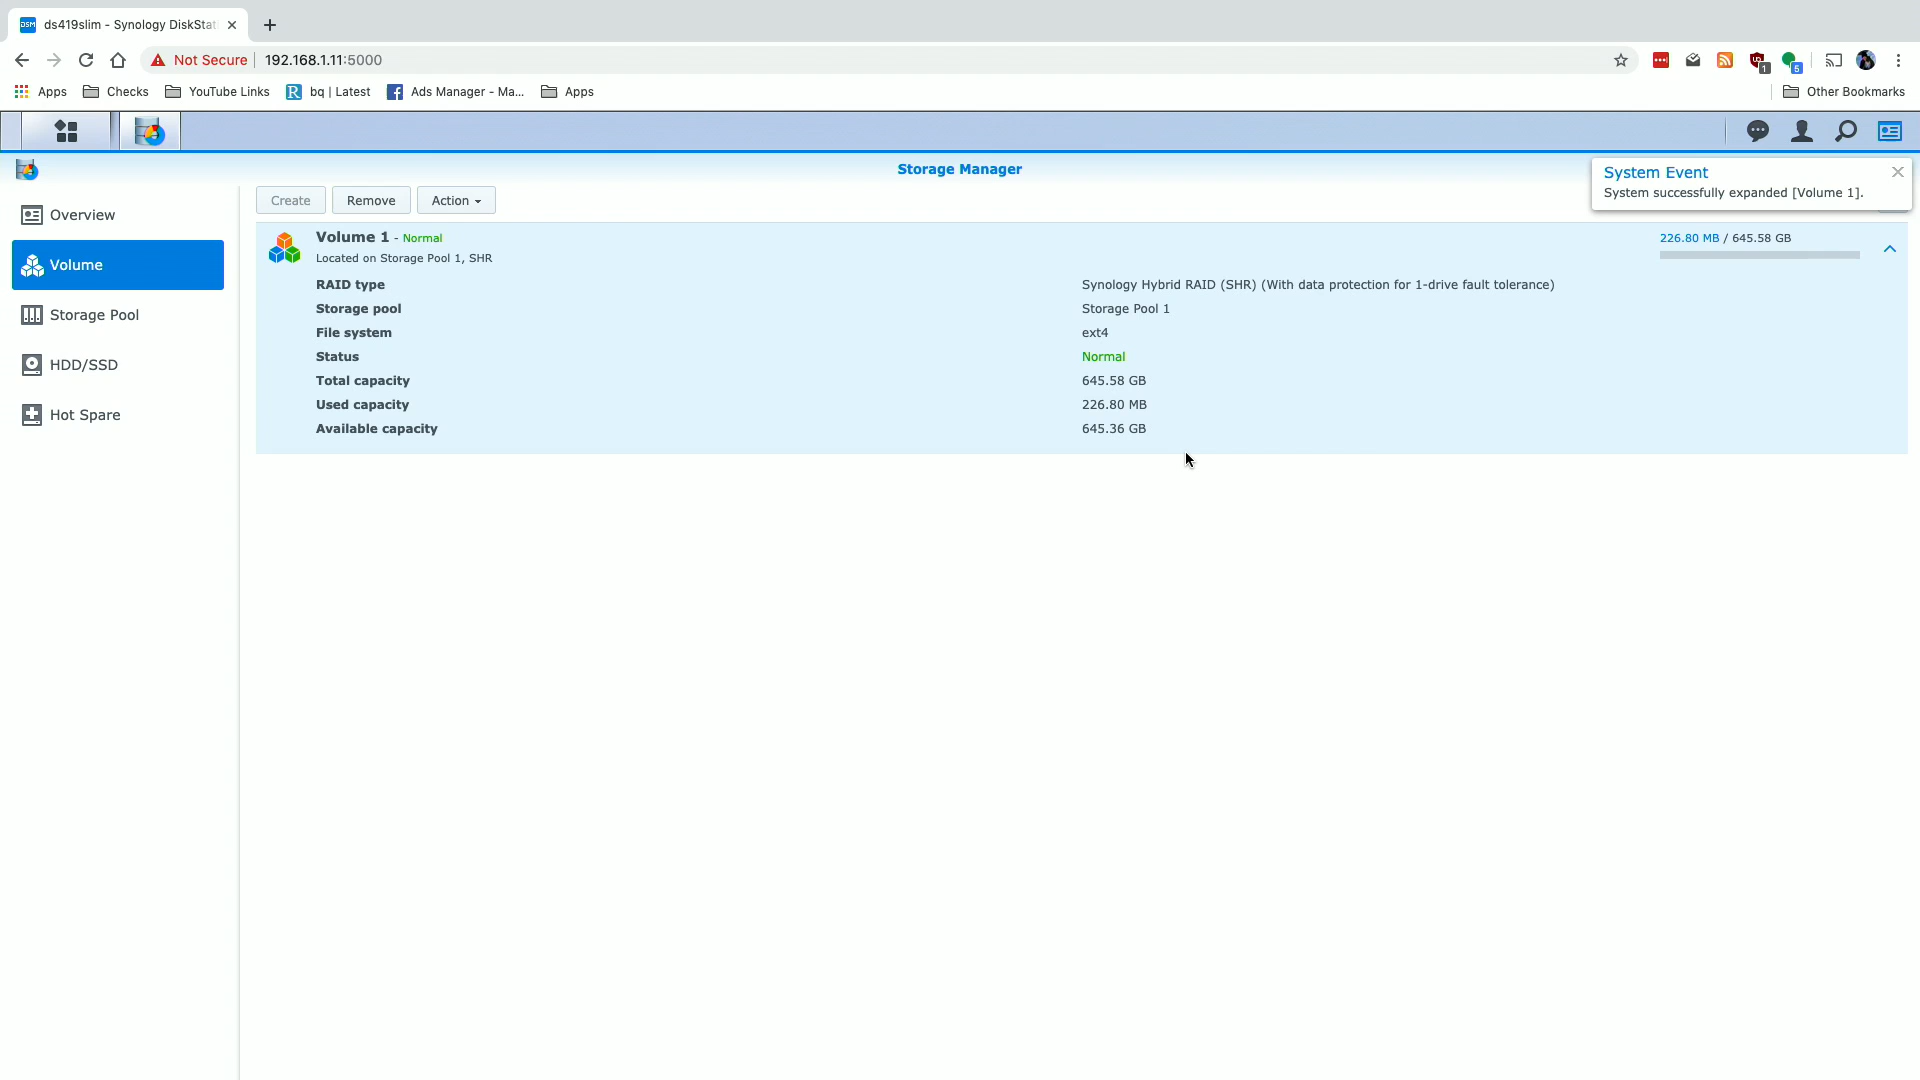 DSM ds419slim - Synology DiskStat
Not Secure 192.168.1.11:5000
1 5
Apps Checks YouTube Links R bq | Latest Ads Manager - Ma... Apps Other Bookmarks
Storage Manager
System Event
System successfully expanded [Volume 1].
Create Remove Action
Overview
Volume
Storage Pool
HDD/SSD
Hot Spare
Volume 1 - Normal
226.80 MB / 645.58 GB
Located on Storage Pool 1, SHR
RAID type Synology Hybrid RAID (SHR) (With data protection for 1-drive fault tolerance)
Storage pool Storage Pool 1
File system ext4
Status Normal
Total capacity 645.58 GB
Used capacity 226.80 MB
Available capacity 645.36 GB